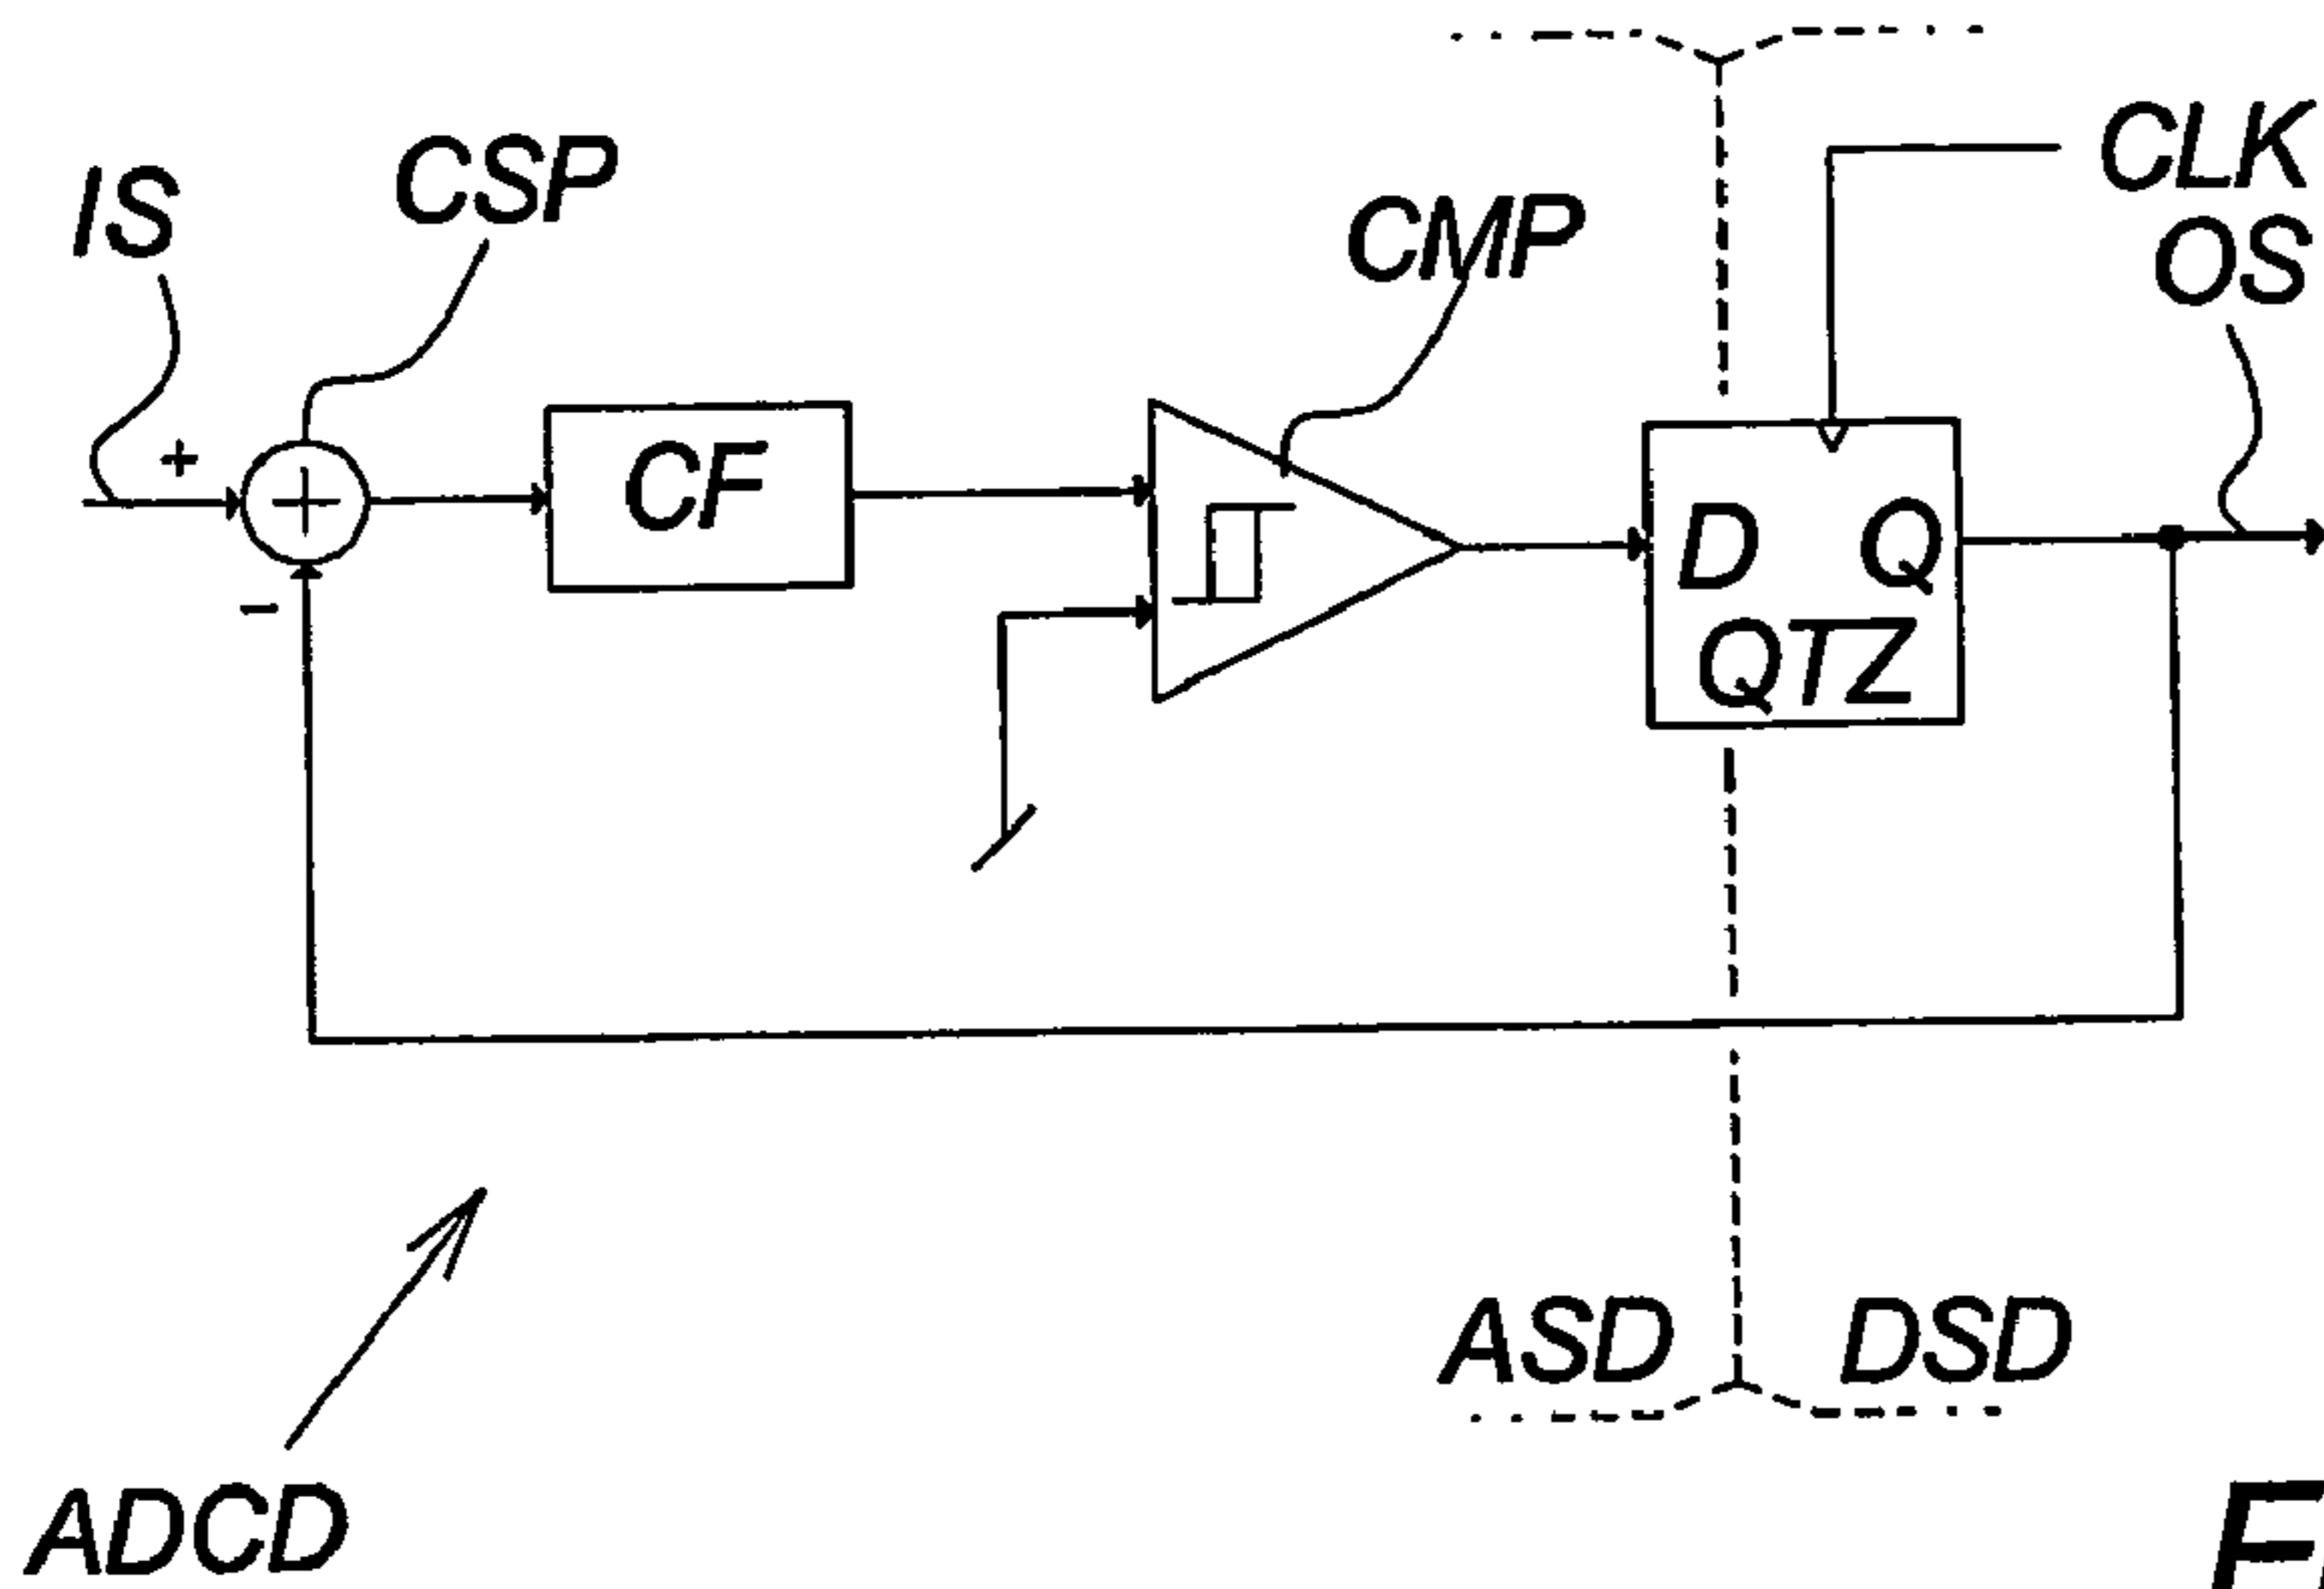 CLK
IS
CSP
CMP
OS
+
+
CF
D Q
-
QTZ
ASD DSD
ADCD